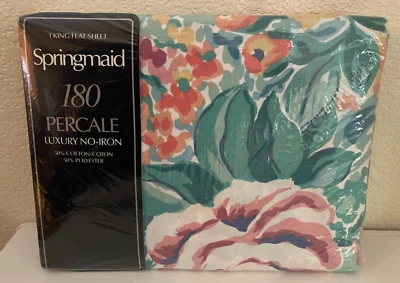 1 KING FLAT SHEET
Springmaid
180
PERCALE
LUXURY NO-IRON
50% COTTON/COTON
50% POLYESTER